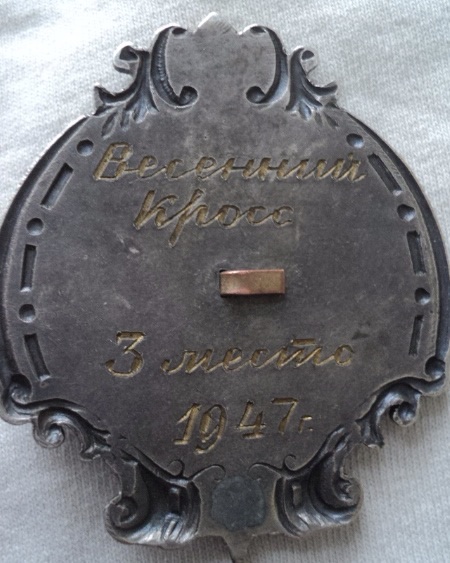 Весенний
Кросс
3 место
1947г.